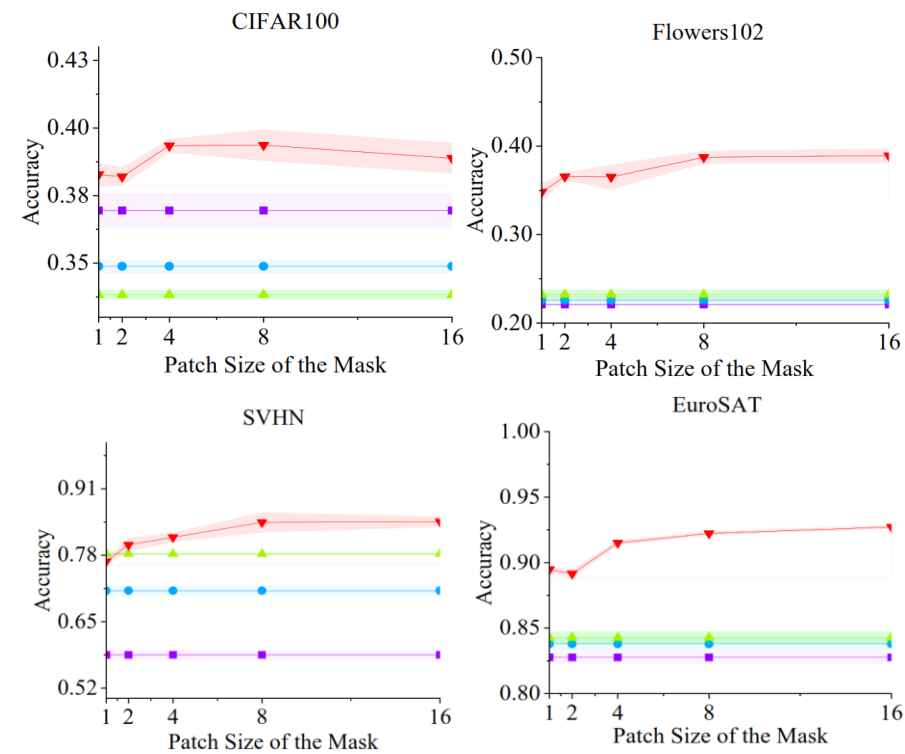 CIFAR100
0.43
0.40
0.38
0.35
Accuracy
1 2 4 8 16
Patch Size of the Mask
Flowers102
0.50
0.40
0.30
0.20
Accuracy
1 2 4 8 16
Patch Size of the Mask
SVHN
0.91
0.78
0.65
0.52
Accuracy
1 2 4 8 16
Patch Size of the Mask
EuroSAT
1.00
0.95
0.90
0.85
0.80
Accuracy
1 2 4 8 16
Patch Size of the Mask